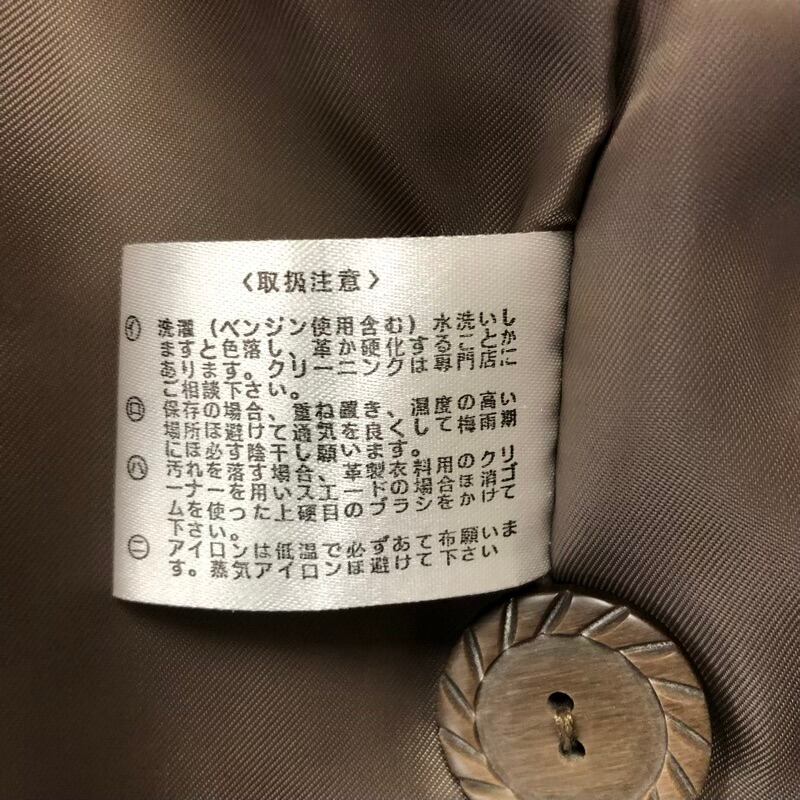 〈取扱注意〉
㋑ 洗濯（ベンジン使用含む）水洗いし
ますと色落し、革が硬化することがに
あります。クリーニングは専門店に
ご相談下さい。
㋺ 保存の場合、重ね置き、湿度の高い
場所ほ避けて通気を良くして梅雨期
にほ必す陰干し願います。
㋩ 汚れを落す場合、革製衣料用のクリ
ーナーを用いスエードの場合ほか消ゴ
ムを使った上硬目のブラシをかけて
下さい。
㋥ アイロンは低温で必ずあて布願いま
す。蒸気アイロンほ避けて下さい